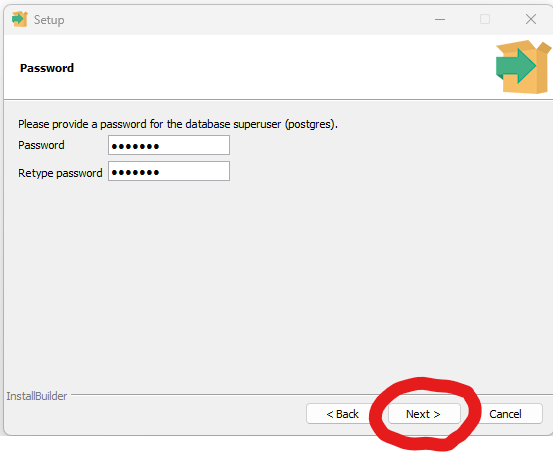 Setup
Password
Please provide a password for the database superuser (postgres).
Password •••••••
Retype password •••••••
InstallBuilder
< Back Next > Cancel